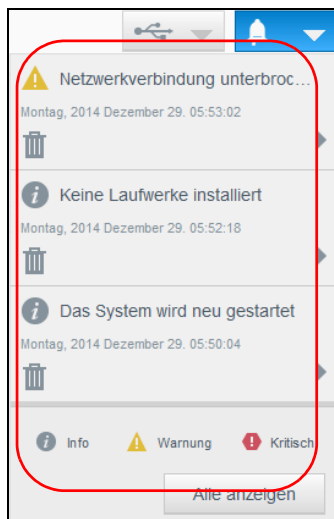 Netzwerkverbindung unterbroc...
Montag, 2014 Dezember 29. 05:53:02
Keine Laufwerke installiert
Montag, 2014 Dezember 29. 05:52:18
Das System wird neu gestartet
Montag, 2014 Dezember 29. 05:50:04
Info Warnung Kritisch
Alle anzeigen